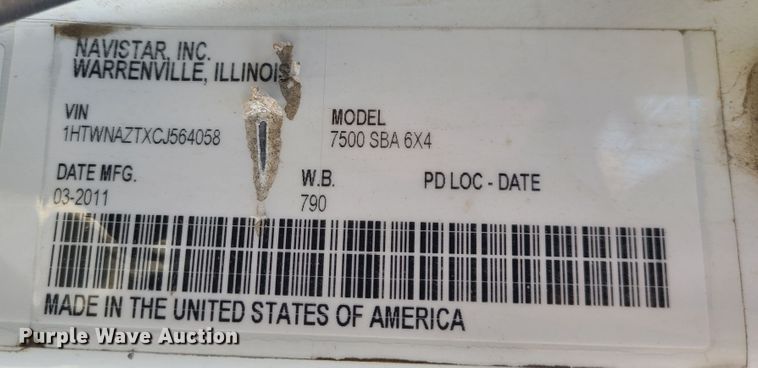 NAVISTAR, INC.
WARRENVILLE, ILLINOIS
VIN
1HTWNAZTXCJ564058
MODEL
7500 SBA 6X4
DATE MFG.
03-2011
W.B.
790
PD LOC - DATE
MADE IN THE UNITED STATES OF AMERICA
Purple Wave Auction